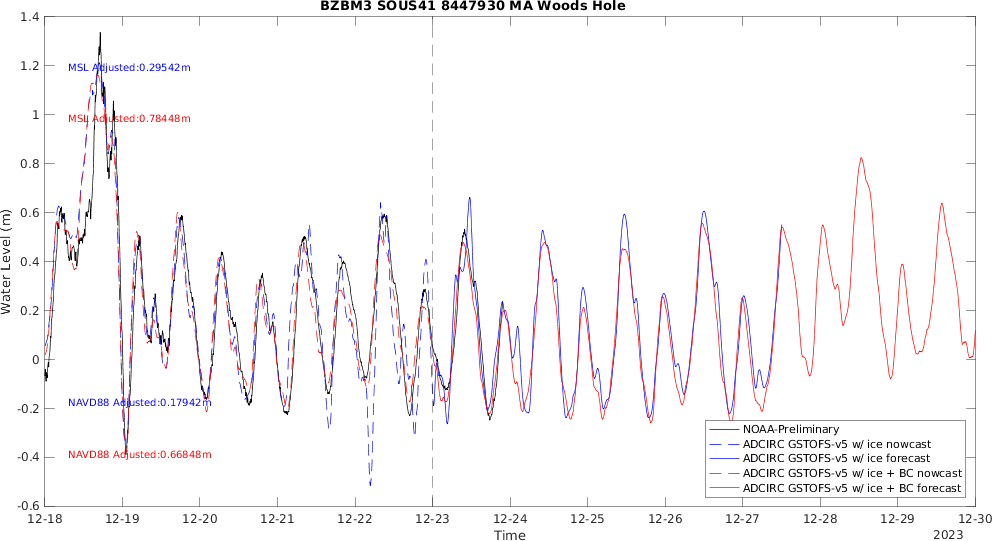 BZBM3 SOUS41 8447930 MA Woods Hole
1.4
1.2
1
0.8
0.6
0.4
0.2
0
-0.2
-0.4
-0.6
Water Level (m)
MSL Adjusted:0.29542m
MSL Adjusted:0.78448m
NAVD88 Adjusted:0.17942m
NAVD88 Adjusted:0.66848m
NOAA-Preliminary
ADCIRC GSTOFS-v5 w/ ice nowcast
ADCIRC GSTOFS-v5 w/ ice forecast
ADCIRC GSTOFS-v5 w/ ice + BC nowcast
ADCIRC GSTOFS-v5 w/ ice + BC forecast
12-18 12-19 12-20 12-21 12-22 12-23 12-24 12-25 12-26 12-27 12-28 12-29 12-30
Time
2023